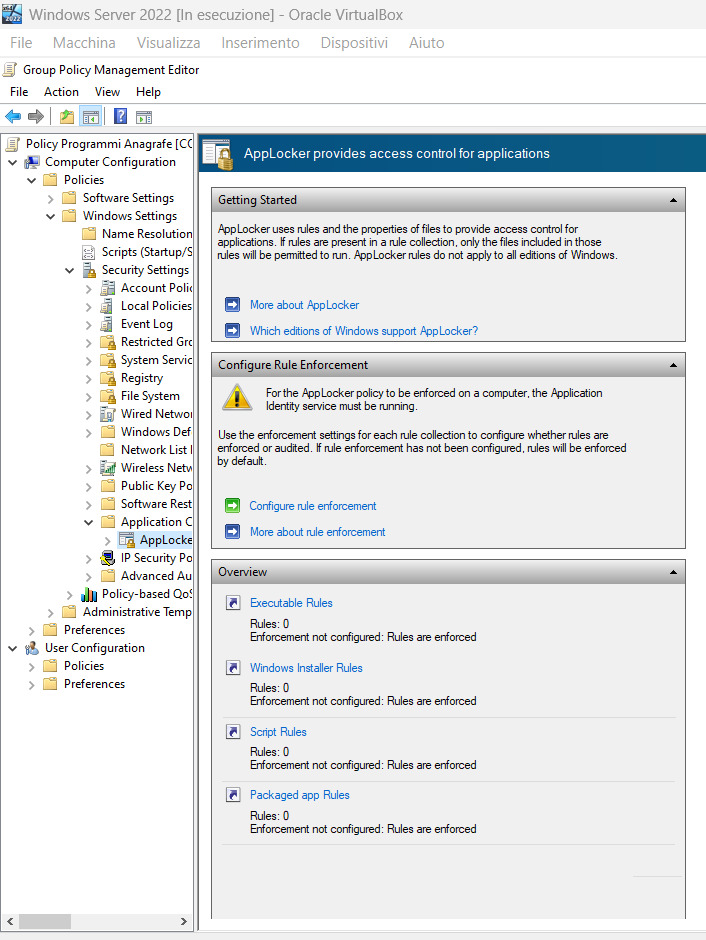 Windows Server 2022 [In esecuzione] - Oracle VirtualBox
File Macchina Visualizza Inserimento Dispositivi Aiuto
Group Policy Management Editor
File Action View Help
Policy Programmi Anagrafe [CO
Computer Configuration
Policies
Software Settings
Windows Settings
Name Resolution
Scripts (Startup/S
Security Settings
Account Polic
Local Policies
Event Log
Restricted Gro
System Servic
Registry
File System
Wired Networ
Windows Def
Network List
Wireless Netw
Public Key Po
Software Rest
Application C
AppLocke
IP Security Po
Advanced Au
Policy-based QoS
Administrative Temp
Preferences
User Configuration
Policies
Preferences
AppLocker provides access control for applications
Getting Started
AppLocker uses rules and the properties of files to provide access control for
applications. If rules are present in a rule collection, only the files included in those
rules will be permitted to run. AppLocker rules do not apply to all editions of Windows.
More about AppLocker
Which editions of Windows support AppLocker?
Configure Rule Enforcement
For the AppLocker policy to be enforced on a computer, the Application
Identity service must be running.
Use the enforcement settings for each rule collection to configure whether rules are
enforced or audited. If rule enforcement has not been configured, rules will be enforced
by default.
Configure rule enforcement
More about rule enforcement
Overview
Executable Rules
Rules: 0
Enforcement not configured: Rules are enforced
Windows Installer Rules
Rules: 0
Enforcement not configured: Rules are enforced
Script Rules
Rules: 0
Enforcement not configured: Rules are enforced
Packaged app Rules
Rules: 0
Enforcement not configured: Rules are enforced